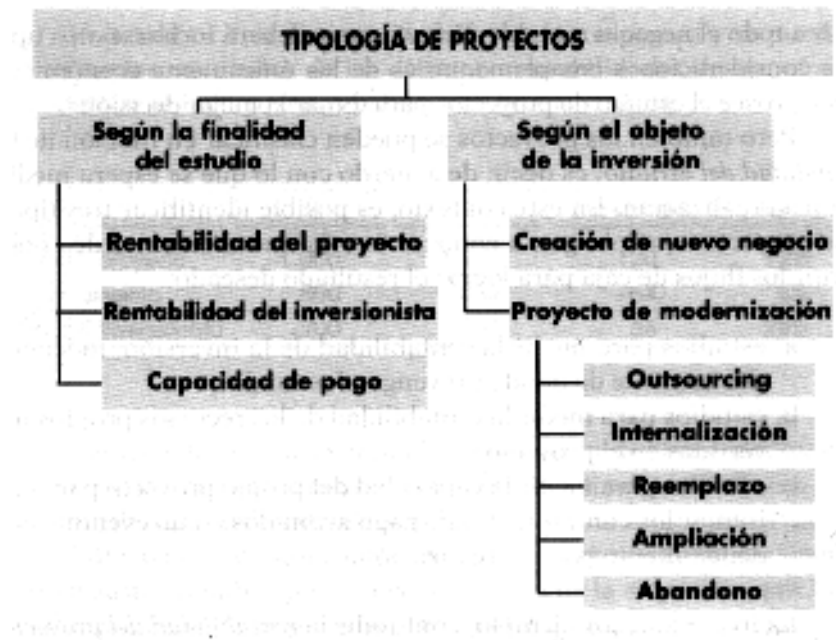 TIPOLOGÍA DE PROYECTOS
Según la finalidad
del estudio
Rentabilidad del proyecto
Rentabilidad del inversionista
Capacidad de pago
Según el objeto
de la inversión
Creación de nuevo negocio
Proyecto de modernización
Outsourcing
Internalización
Reemplazo
Ampliación
Abandono